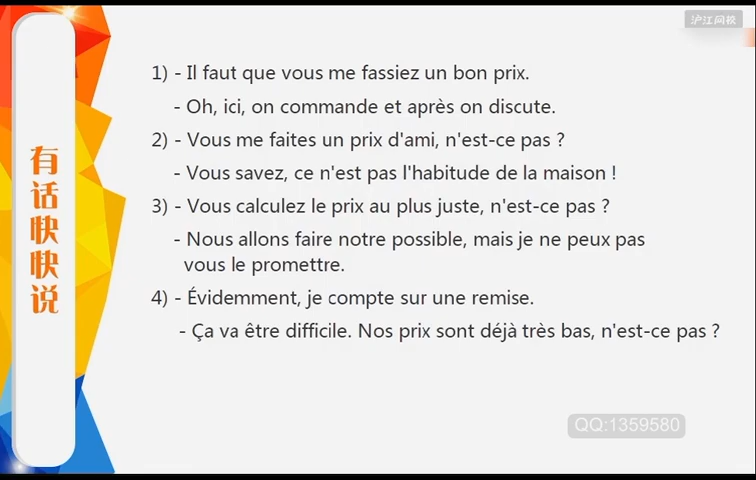 沪江网校
有话快快说
1) - Il faut que vous me fassiez un bon prix.
- Oh, ici, on commande et après on discute.
2) - Vous me faites un prix d'ami, n'est-ce pas ?
- Vous savez, ce n'est pas l'habitude de la maison !
3) - Vous calculez le prix au plus juste, n'est-ce pas ?
- Nous allons faire notre possible, mais je ne peux pas
vous le promettre.
4) - Évidemment, je compte sur une remise.
- Ça va être difficile. Nos prix sont déjà très bas, n'est-ce pas ?
QQ:1359580